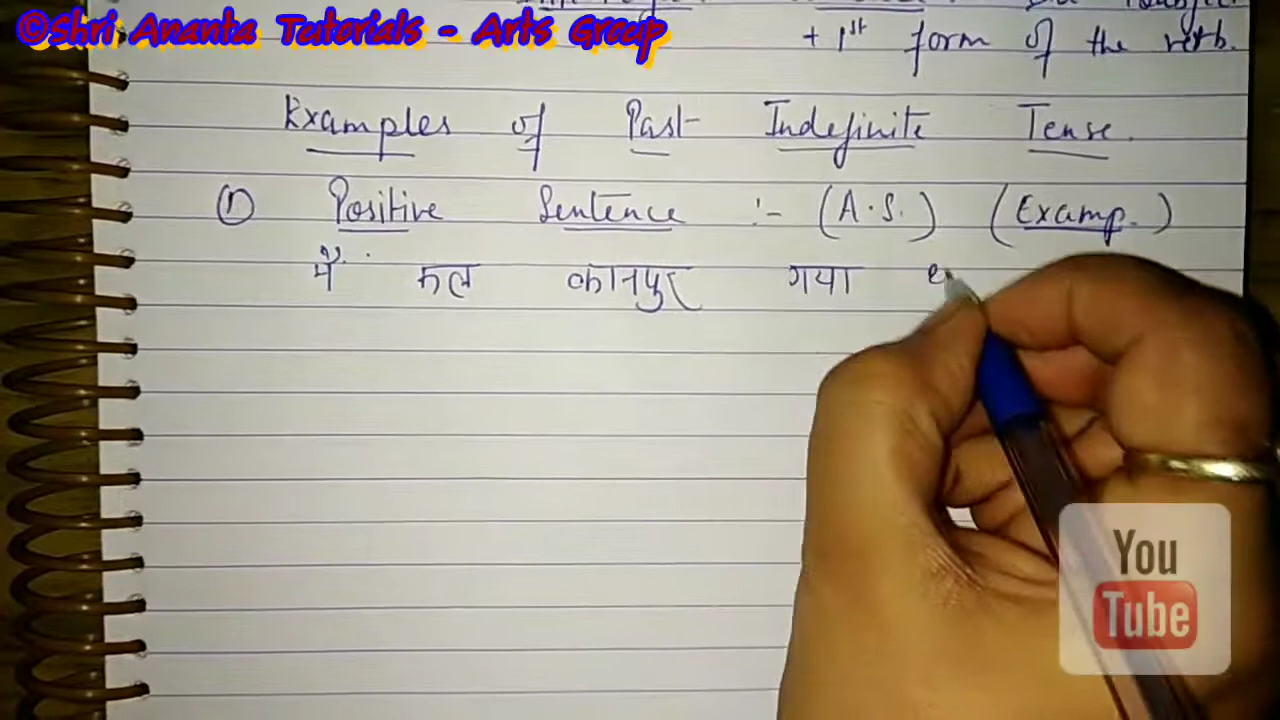 ©Shri Ananta Tutorials - Arts Group
+ 1st form of the verb.
Examples of Past Indefinite Tense.
① Positive Sentence :- (A.S.) (Examp.)
मैं कल कानपुर गया
You
Tube